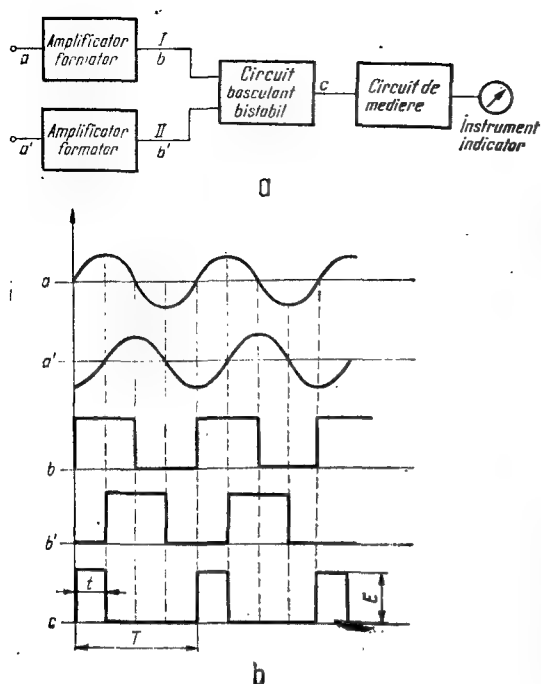 Amplificator
formator
a
I
b
Amplificator
formator
a'
II
b'
Circuit
basculant
bistabil
c
Circuit de
mediere
Instrument
indicator
a
a
a'
b
b'
t
E
c
T
b